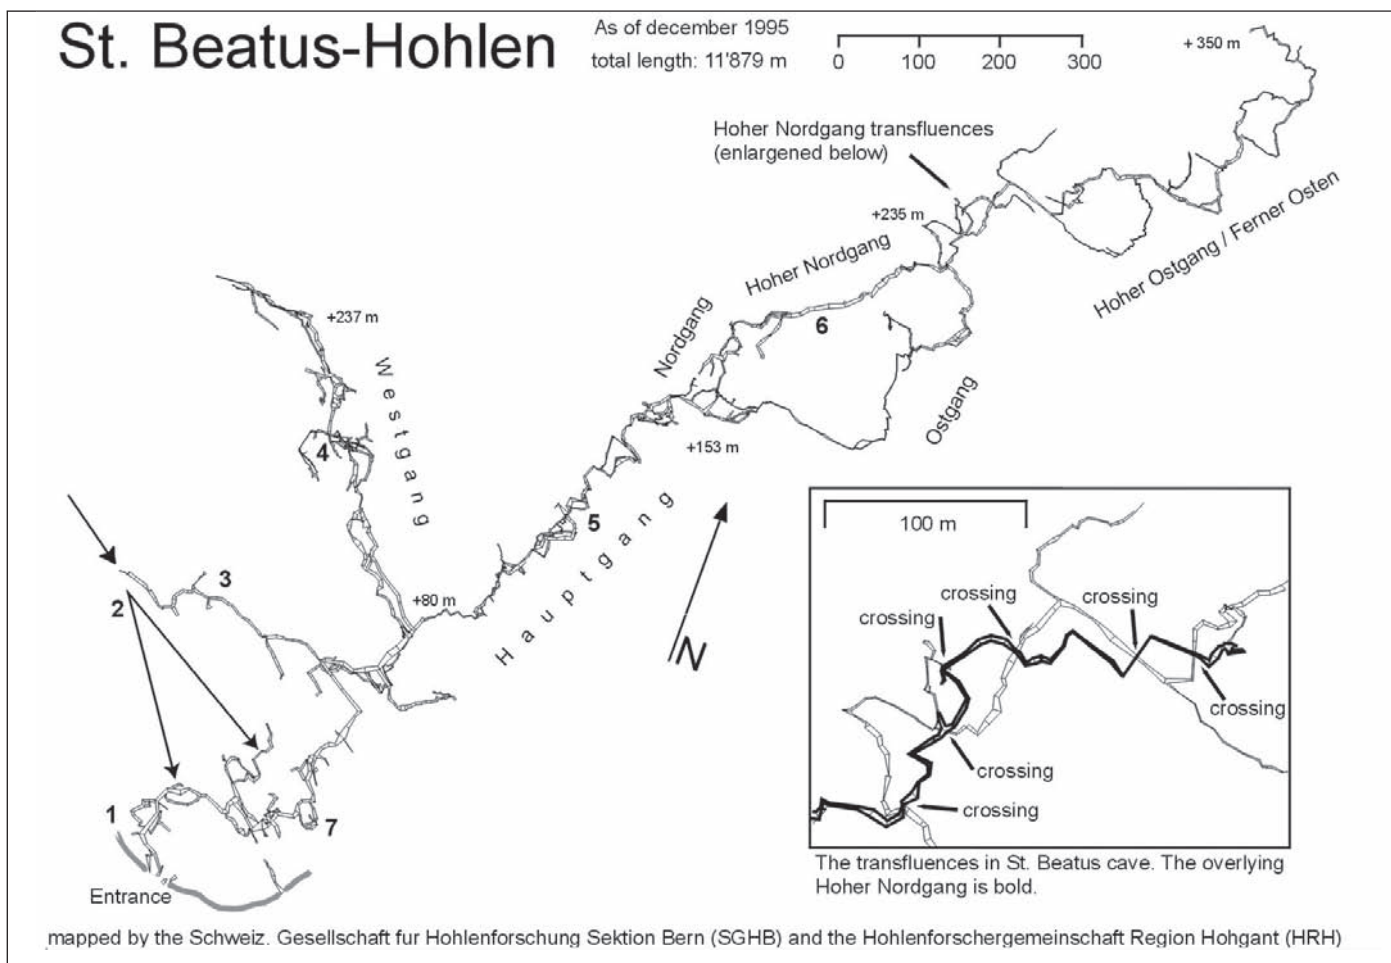 St. Beatus-Hohlen
As of december 1995
total length: 11'879 m
0 100 200 300
+ 350 m
Hoher Nordgang transfluences
(enlargened below)
+235 m
Hoher Nordgang
Hoher Ostgang / Ferner Osten
+237 m
Westgang
Nordgang
6
Ostgang
4
+153 m
5
Hauptgang
N
3
2
+80 m
1
7
Entrance
100 m
crossing
crossing
crossing
crossing
crossing
crossing
The transfluences in St. Beatus cave. The overlying
Hoher Nordgang is bold.
mapped by the Schweiz. Gesellschaft fur Hohlenforschung Sektion Bern (SGHB) and the Hohlenforschergemeinschaft Region Hohgant (HRH)